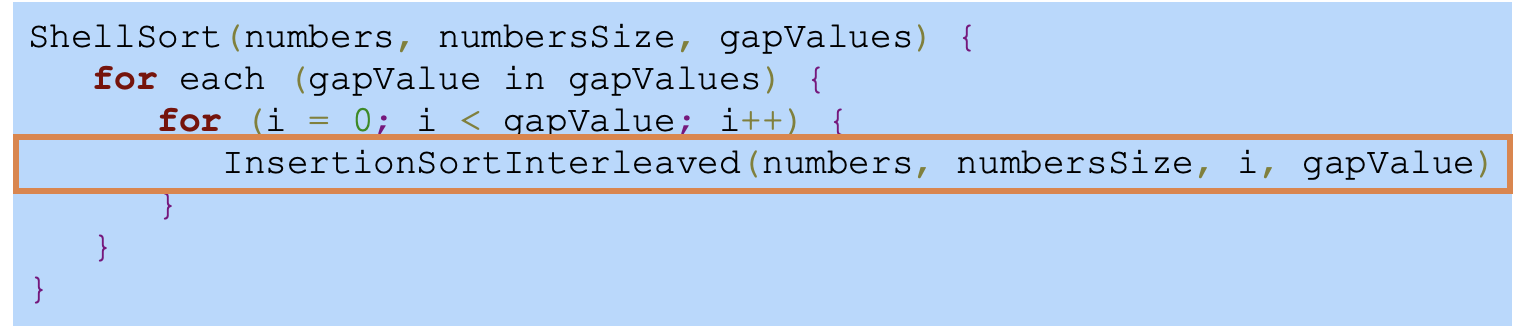 ShellSort(numbers, numbersSize, gapValues) {
for each (gapValue in gapValues) {
for (i = 0; i < gapValue; i++) {
InsertionSortInterleaved(numbers, numbersSize, i, gapValue)
}
}
}